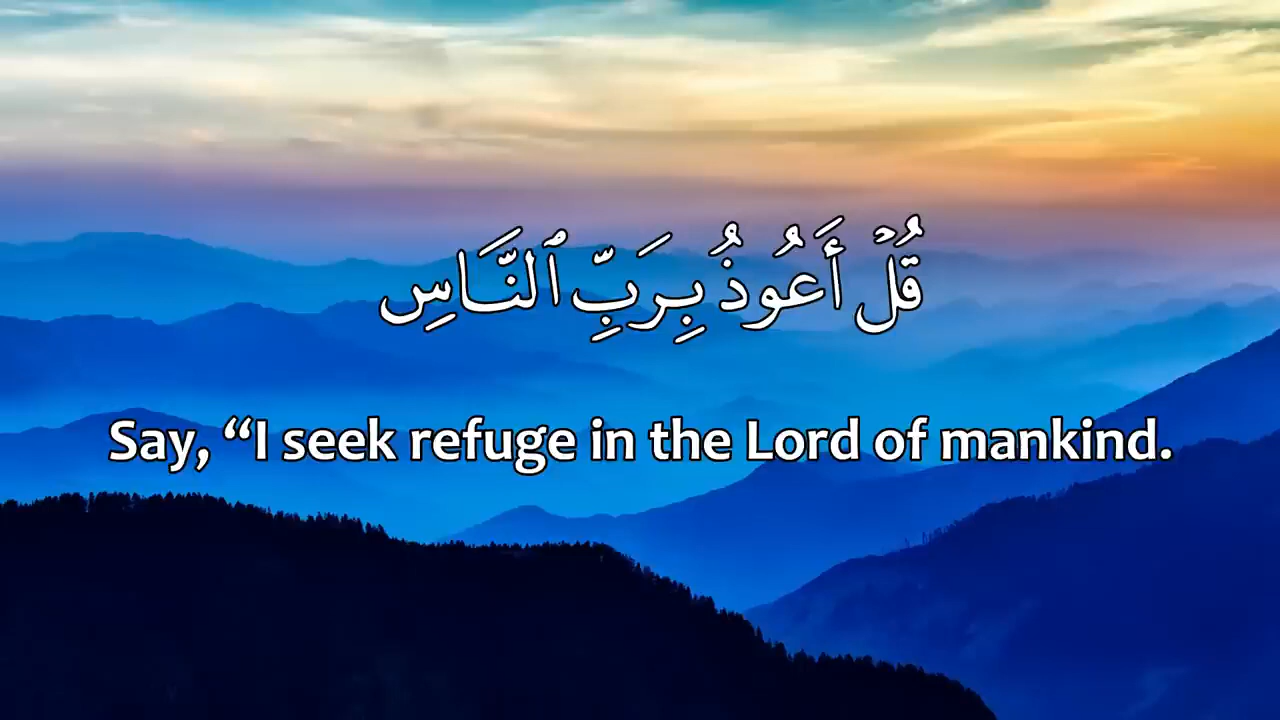 قُلۡ أَعُوذُ بِرَبِّ ٱلنَّاسِ
Say, “I seek refuge in the Lord of mankind.